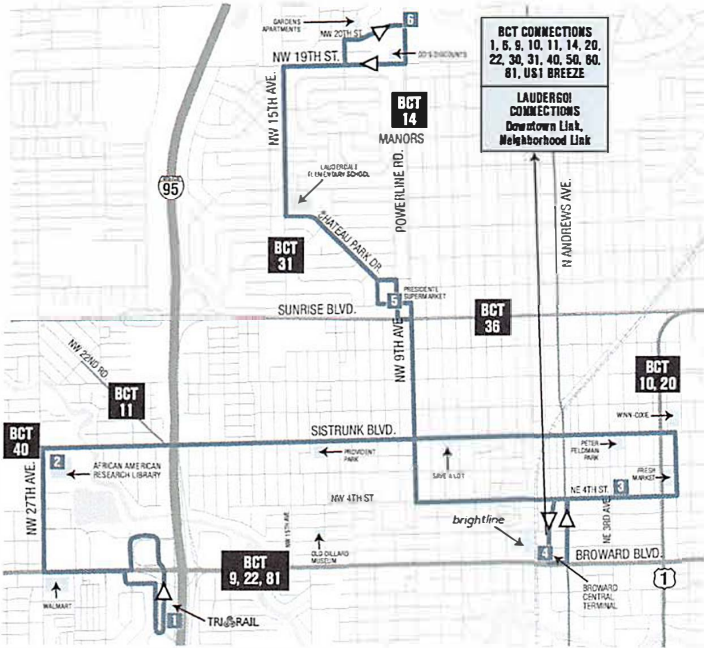 GARDENS
APARTMENTS
NW 20TH ST.
6
DD'S DISCOUNTS
NW 19TH ST.
BCT CONNECTIONS
1, 6, 9, 10, 11, 14, 20,
22, 30, 31, 40, 50, 60,
81, US1 BREEZE
LAUDERGO!
CONNECTIONS
Downtown Link,
Neighborhood Link
NW 15TH AVE.
BCT
14
MANORS
POWERLINE RD.
LAUDERDALE
ELEMENTARY SCHOOL
INTERSTATE
95
N ANDREWS AVE.
CHATEAU PARK DR.
BCT
31
PRESIDENTE
SUPERMARKET
5
SUNRISE BLVD.
BCT
36
NW 9TH AVE.
NW 22ND RD
BCT
11
BCT
10, 20
WINN-DIXIE
BCT
40
SISTRUNK BLVD.
2
AFRICAN AMERICAN
RESEARCH LIBRARY
PROVIDENT
PARK
SAVE A LOT
PETER
FELDMAN
PARK
FRESH
MARKET
NW 27TH AVE.
NW 4TH ST
NE 4TH ST.
3
NW 15TH AVE
OLD DILLARD
MUSEUM
brightline
NE 3RD AVE
BCT
9, 22, 81
4
BROWARD BLVD.
1
WALMART
BROWARD
CENTRAL
TERMINAL
1
TRI RAIL